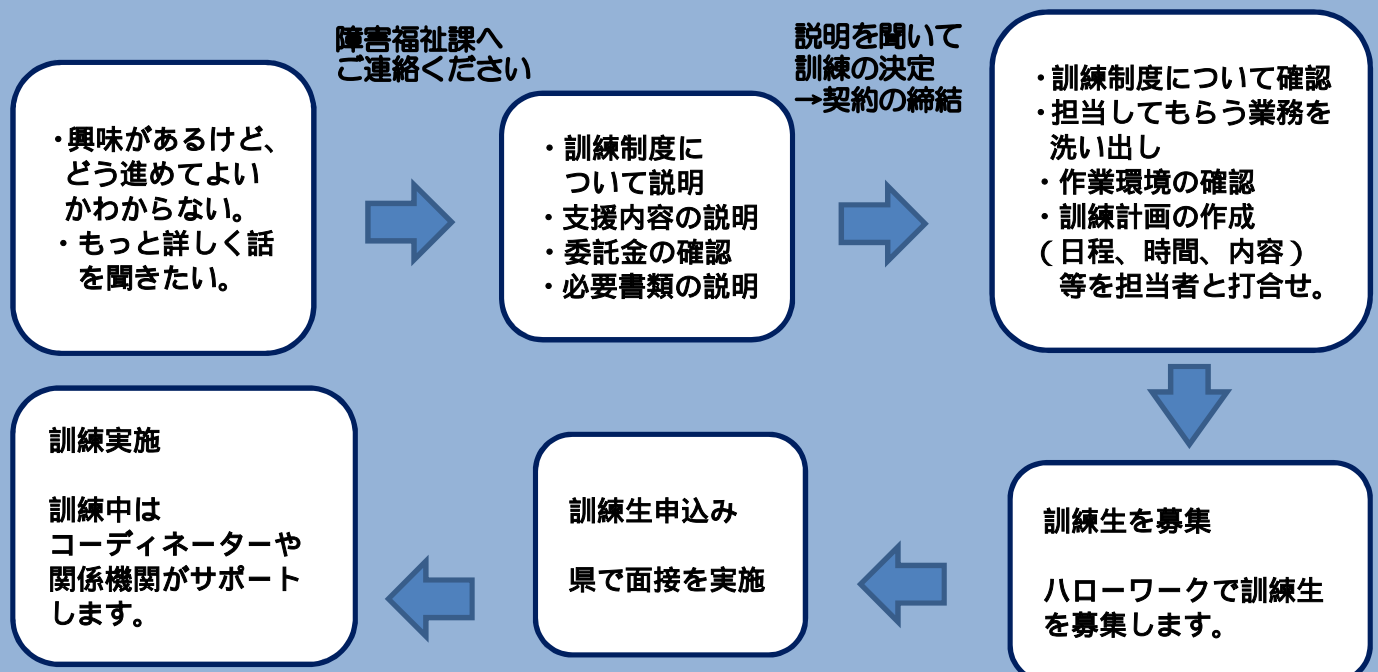 ・興味があるけど、
どう進めてよい
かわからない。
・もっと詳しく話
を聞きたい。
障害福祉課へ
ご連絡ください
・訓練制度に
ついて説明
・支援内容の説明
・委託金の確認
・必要書類の説明
説明を聞いて
訓練の決定
→契約の締結
・訓練制度について確認
・担当してもらう業務を
洗い出し
・作業環境の確認
・訓練計画の作成
（日程、時間、内容）
等を担当者と打合せ。
訓練生を募集
ハローワークで訓練生
を募集します。
訓練生申込み
県で面接を実施
訓練実施
訓練中は
コーディネーターや
関係機関がサポート
します。